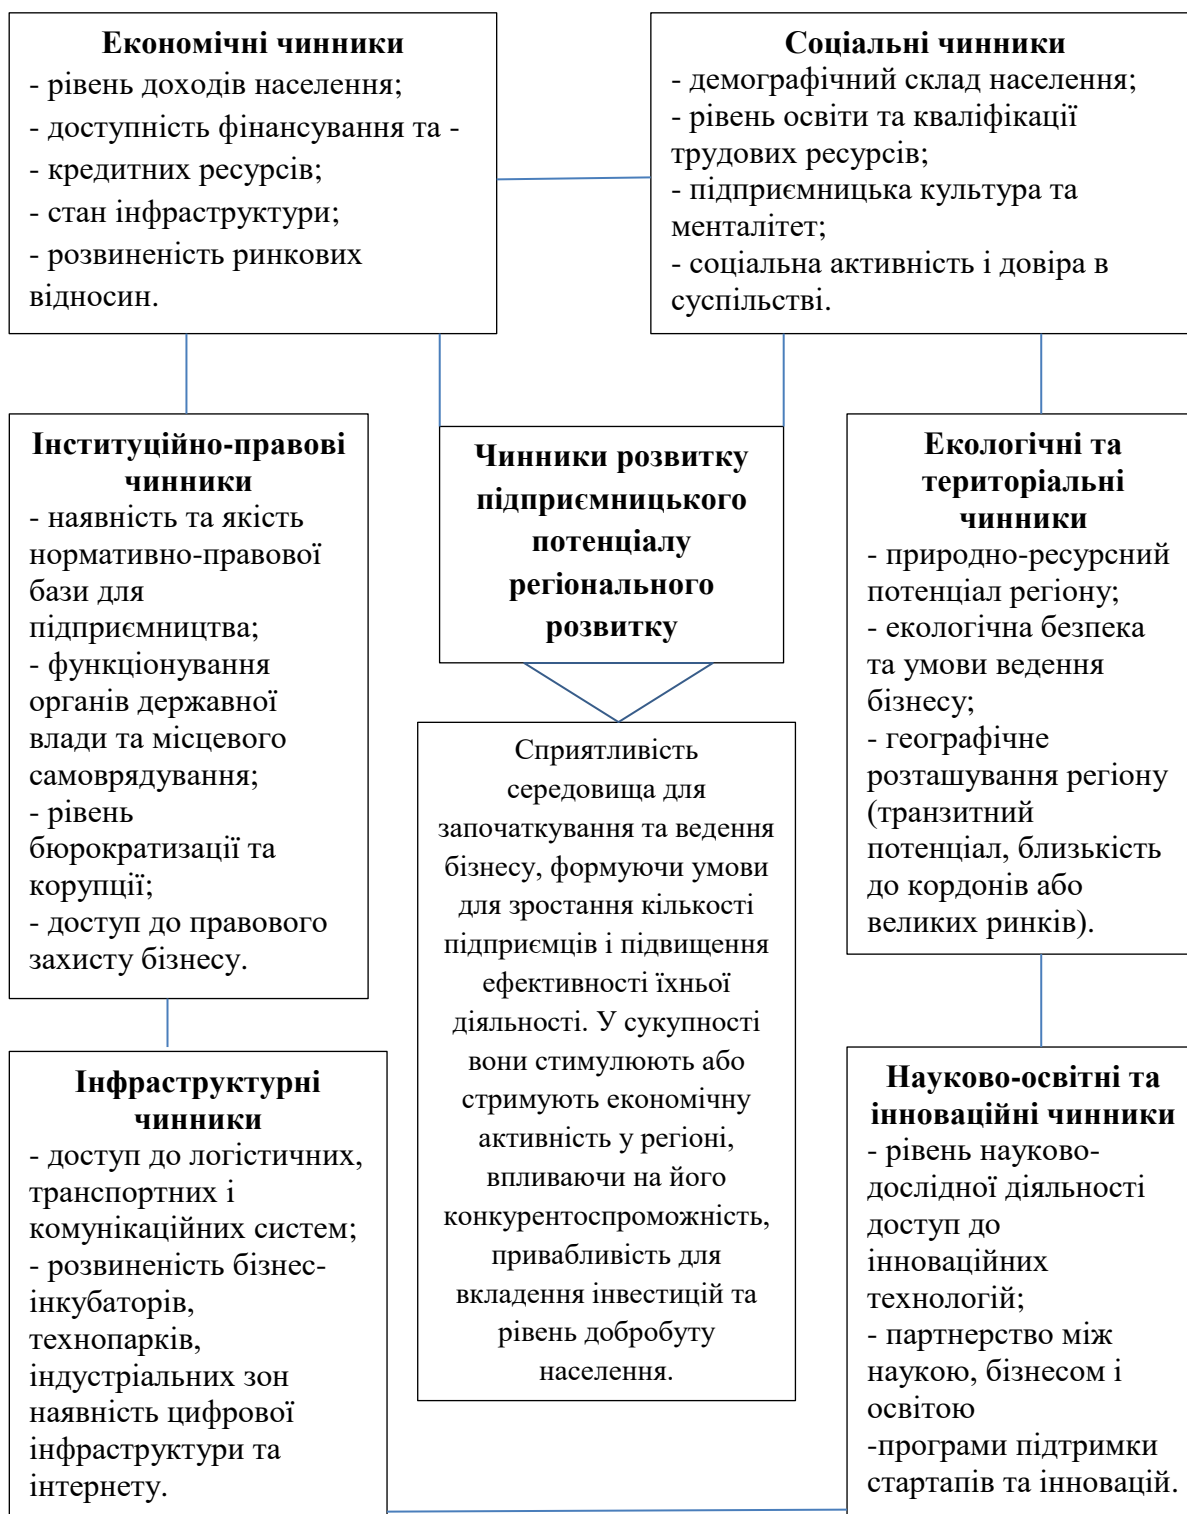 Економічні чинники
- рівень доходів населення;
- доступність фінансування та -
- кредитних ресурсів;
- стан інфраструктури;
- розвиненість ринкових
відносин.
Соціальні чинники
- демографічний склад населення;
- рівень освіти та кваліфікації
трудових ресурсів;
- підприємницька культура та
менталітет;
- соціальна активність і довіра в
суспільстві.
Інституційно-правові
чинники
- наявність та якість
нормативно-правової
бази для
підприємництва;
- функціонування
органів державної
влади та місцевого
самоврядування;
- рівень
бюрократизації та
корупції;
- доступ до правового
захисту бізнесу.
Чинники розвитку
підприємницького
потенціалу
регіонального
розвитку
Екологічні та
територіальні
чинники
- природно-ресурсний
потенціал регіону;
- екологічна безпека
та умови ведення
бізнесу;
- географічне
розташування регіону
(транзитний
потенціал, близькість
до кордонів або
великих ринків).
Сприятливість
середовища для
започаткування та ведення
бізнесу, формуючи умови
для зростання кількості
підприємців і підвищення
ефективності їхньої
діяльності. У сукупності
вони стимулюють або
стримують економічну
активність у регіоні,
впливаючи на його
конкурентоспроможність,
привабливість для
вкладення інвестицій та
рівень добробуту
населення.
Інфраструктурні
чинники
- доступ до логістичних,
транспортних і
комунікаційних систем;
- розвиненість бізнес-
інкубаторів,
технопарків,
індустріальних зон
наявність цифрової
інфраструктури та
інтернету.
Науково-освітні та
інноваційні чинники
- рівень науково-
дослідної діяльності
доступ до
інноваційних
технологій;
- партнерство між
наукою, бізнесом і
освітою
-програми підтримки
стартапів та інновацій.